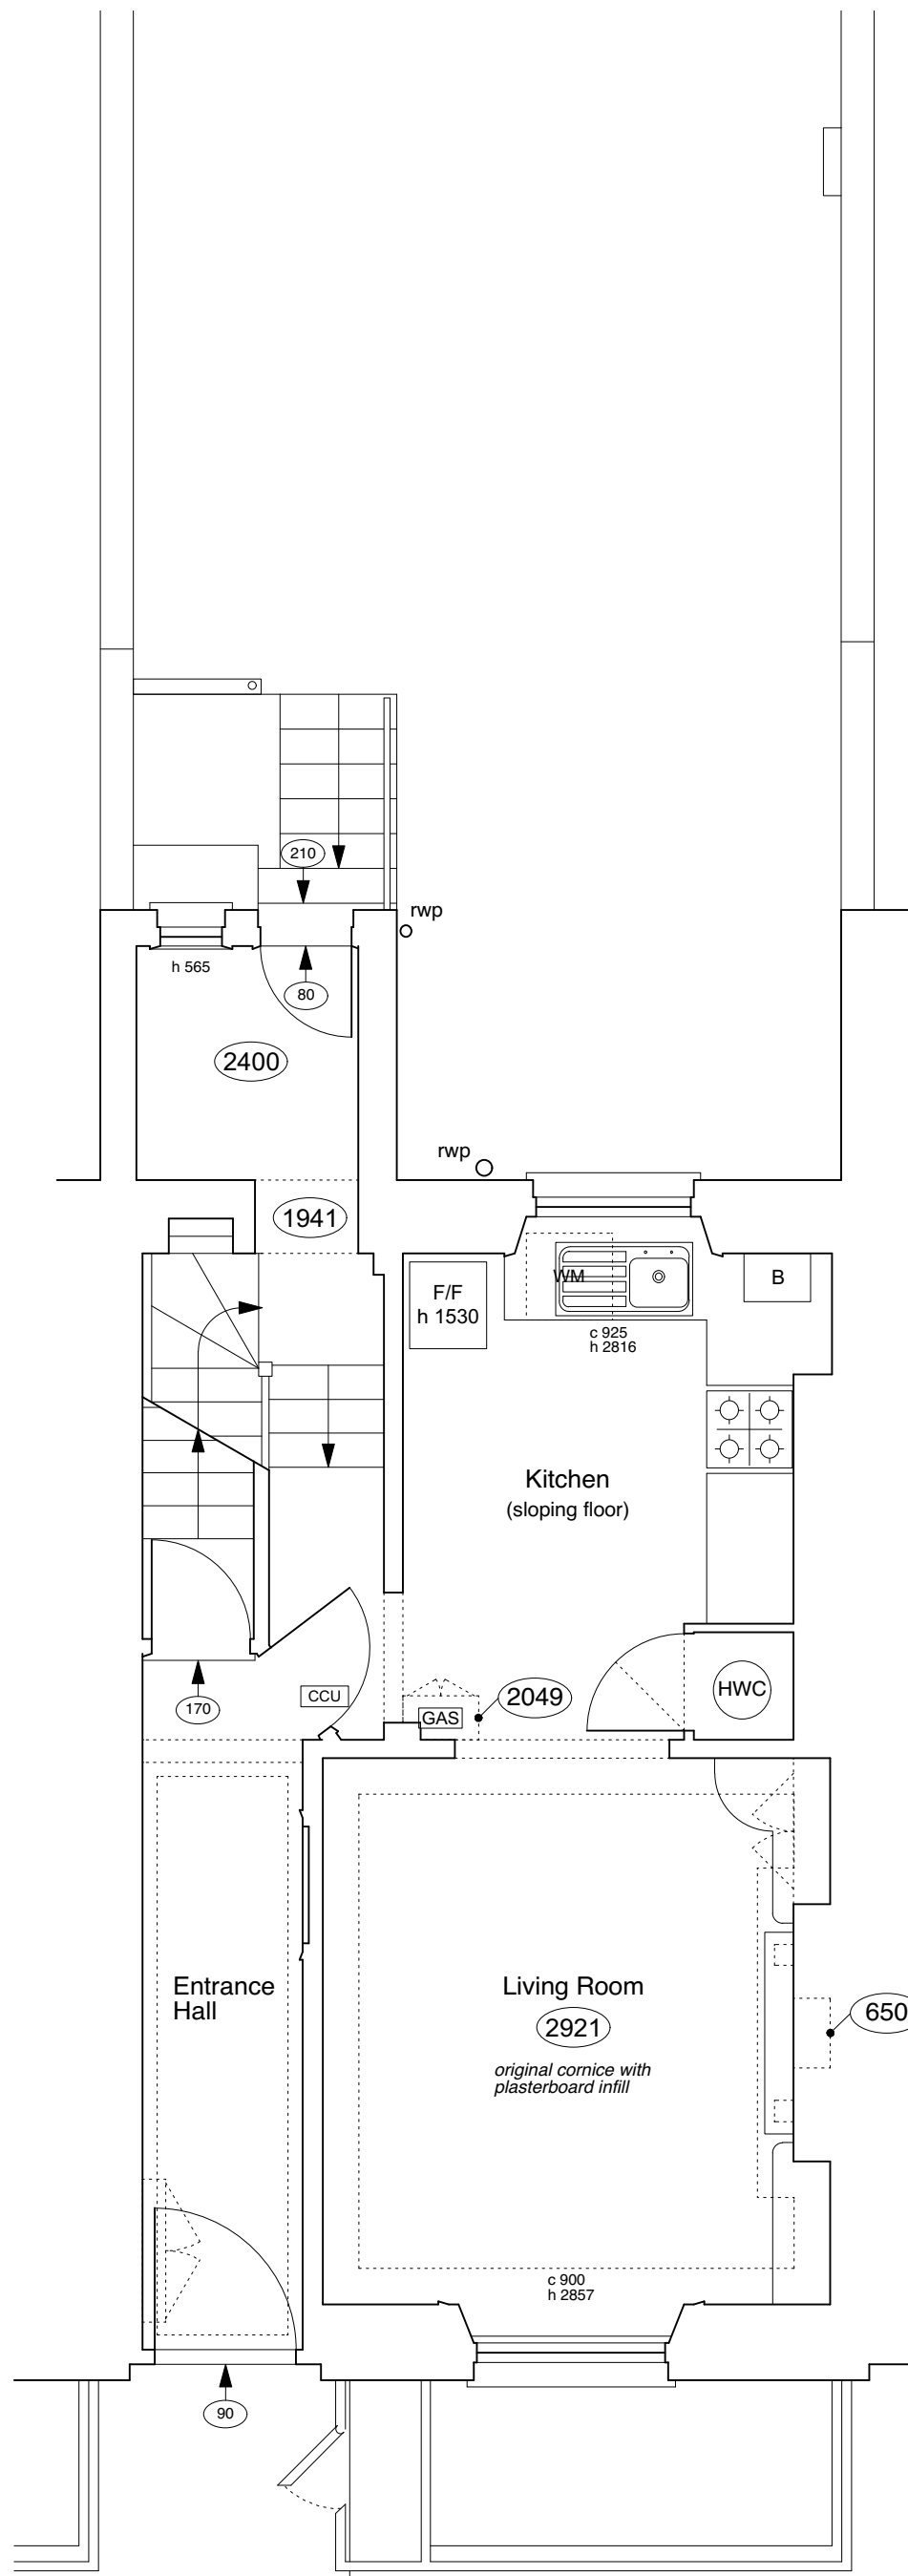 210
rwp
h 565
80
2400
rwp
1941
F/F
h 1530
WM
B
c 925
h 2816
Kitchen
(sloping floor)
HWC
CCU
170
GAS
2049
Entrance
Hall
Living Room
2921
650
original cornice with
plasterboard infill
c 900
h 2857
90